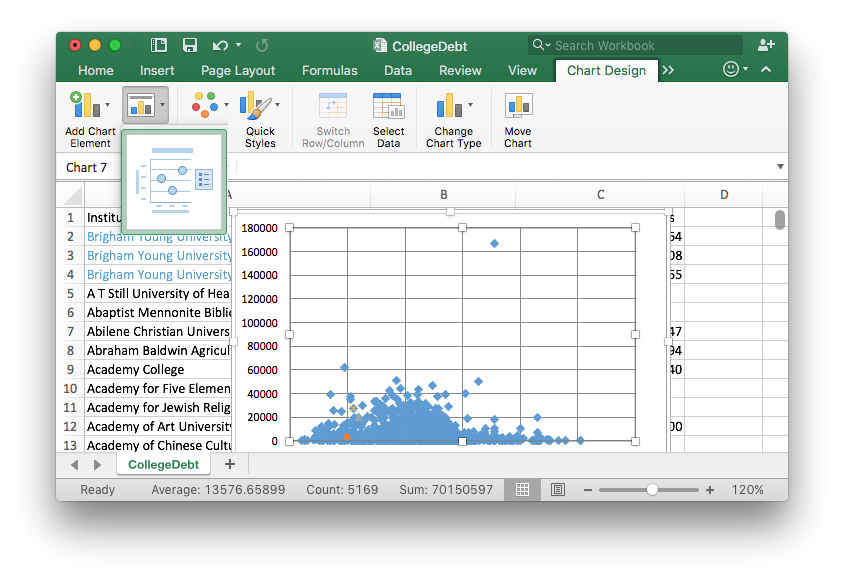 CollegeDebt
Search Workbook
Home Insert Page Layout Formulas Data Review View Chart Design
Add Chart Element
Quick Styles
Switch Row/Column
Select Data
Change Chart Type
Move Chart
Chart 7
A B C D
1 Institu s
2 Brigham Young University 54
3 Brigham Young University 08
4 Brigham Young University 55
5 A T Still University of Hea
6 Abaptist Mennonite Biblic
7 Abilene Christian Univers 47
8 Abraham Baldwin Agricul 94
9 Academy College 40
10 Academy for Five Elemen
11 Academy for Jewish Relig
12 Academy of Art University 00
13 Academy of Chinese Cultu
180000
160000
140000
120000
100000
80000
60000
40000
20000
0
CollegeDebt +
Ready Average: 13576.65899 Count: 5169 Sum: 70150597 120%